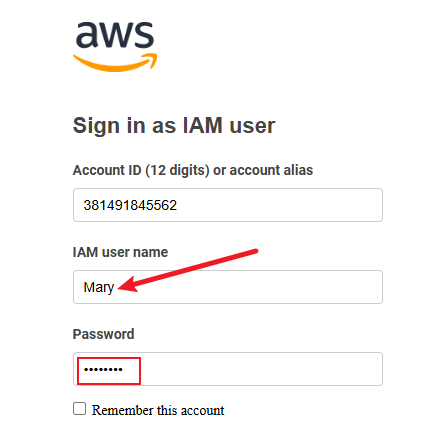 aws
Sign in as IAM user
Account ID (12 digits) or account alias
381491845562
IAM user name
Mary
Password
••••••••
Remember this account